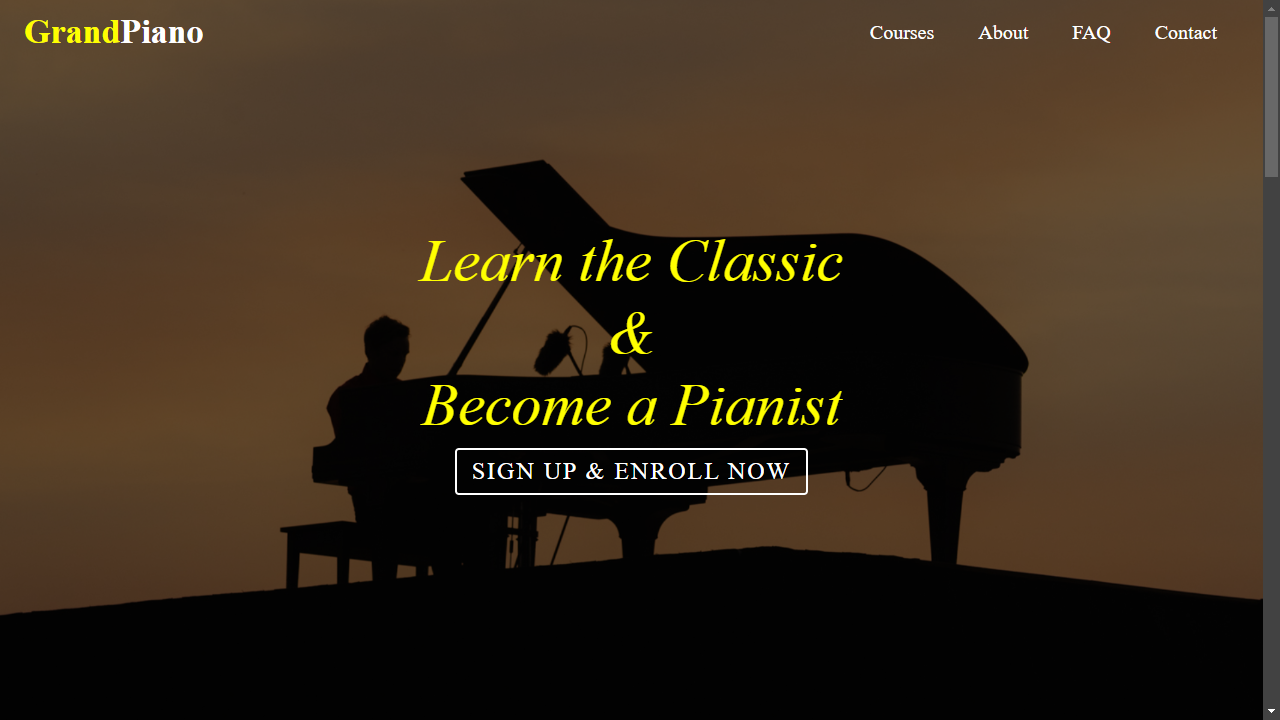 GrandPiano
Courses About FAQ Contact
Learn the Classic
&
Become a Pianist
SIGN UP & ENROLL NOW